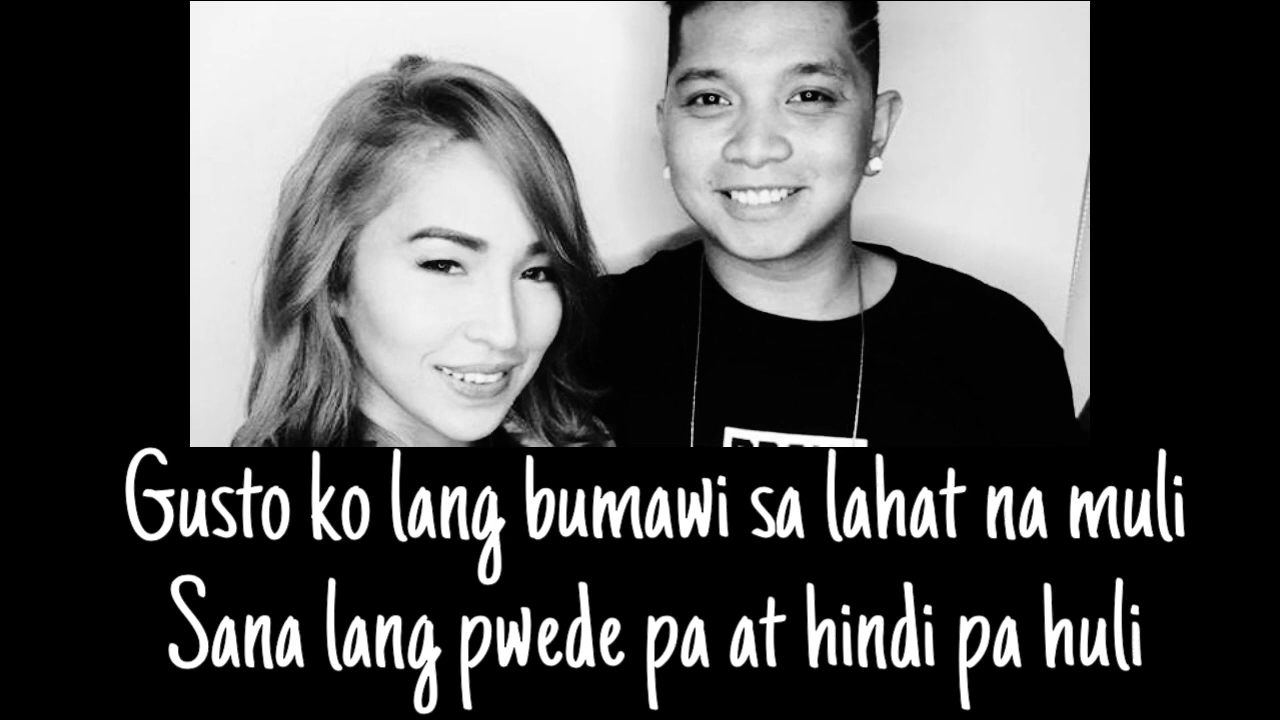 Gusto ko lang bumawi sa lahat na muli
Sana lang pwede pa at hindi pa huli